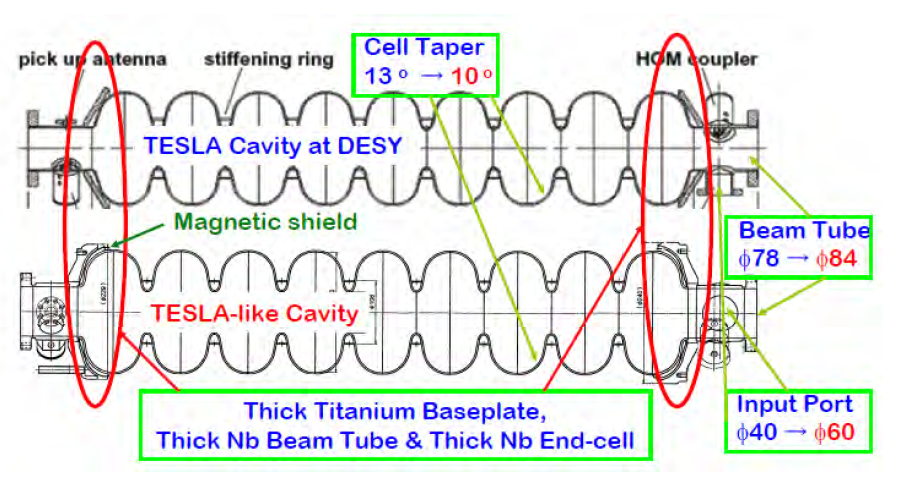 pick up antenna
stiffening ring
Cell Taper
13 ° → 10 °
HOM coupler
TESLA Cavity at DESY
Magnetic shield
Beam Tube
ϕ78 → ϕ84
TESLA-like Cavity
Thick Titanium Baseplate,
Thick Nb Beam Tube & Thick Nb End-cell
Input Port
ϕ40 → ϕ60